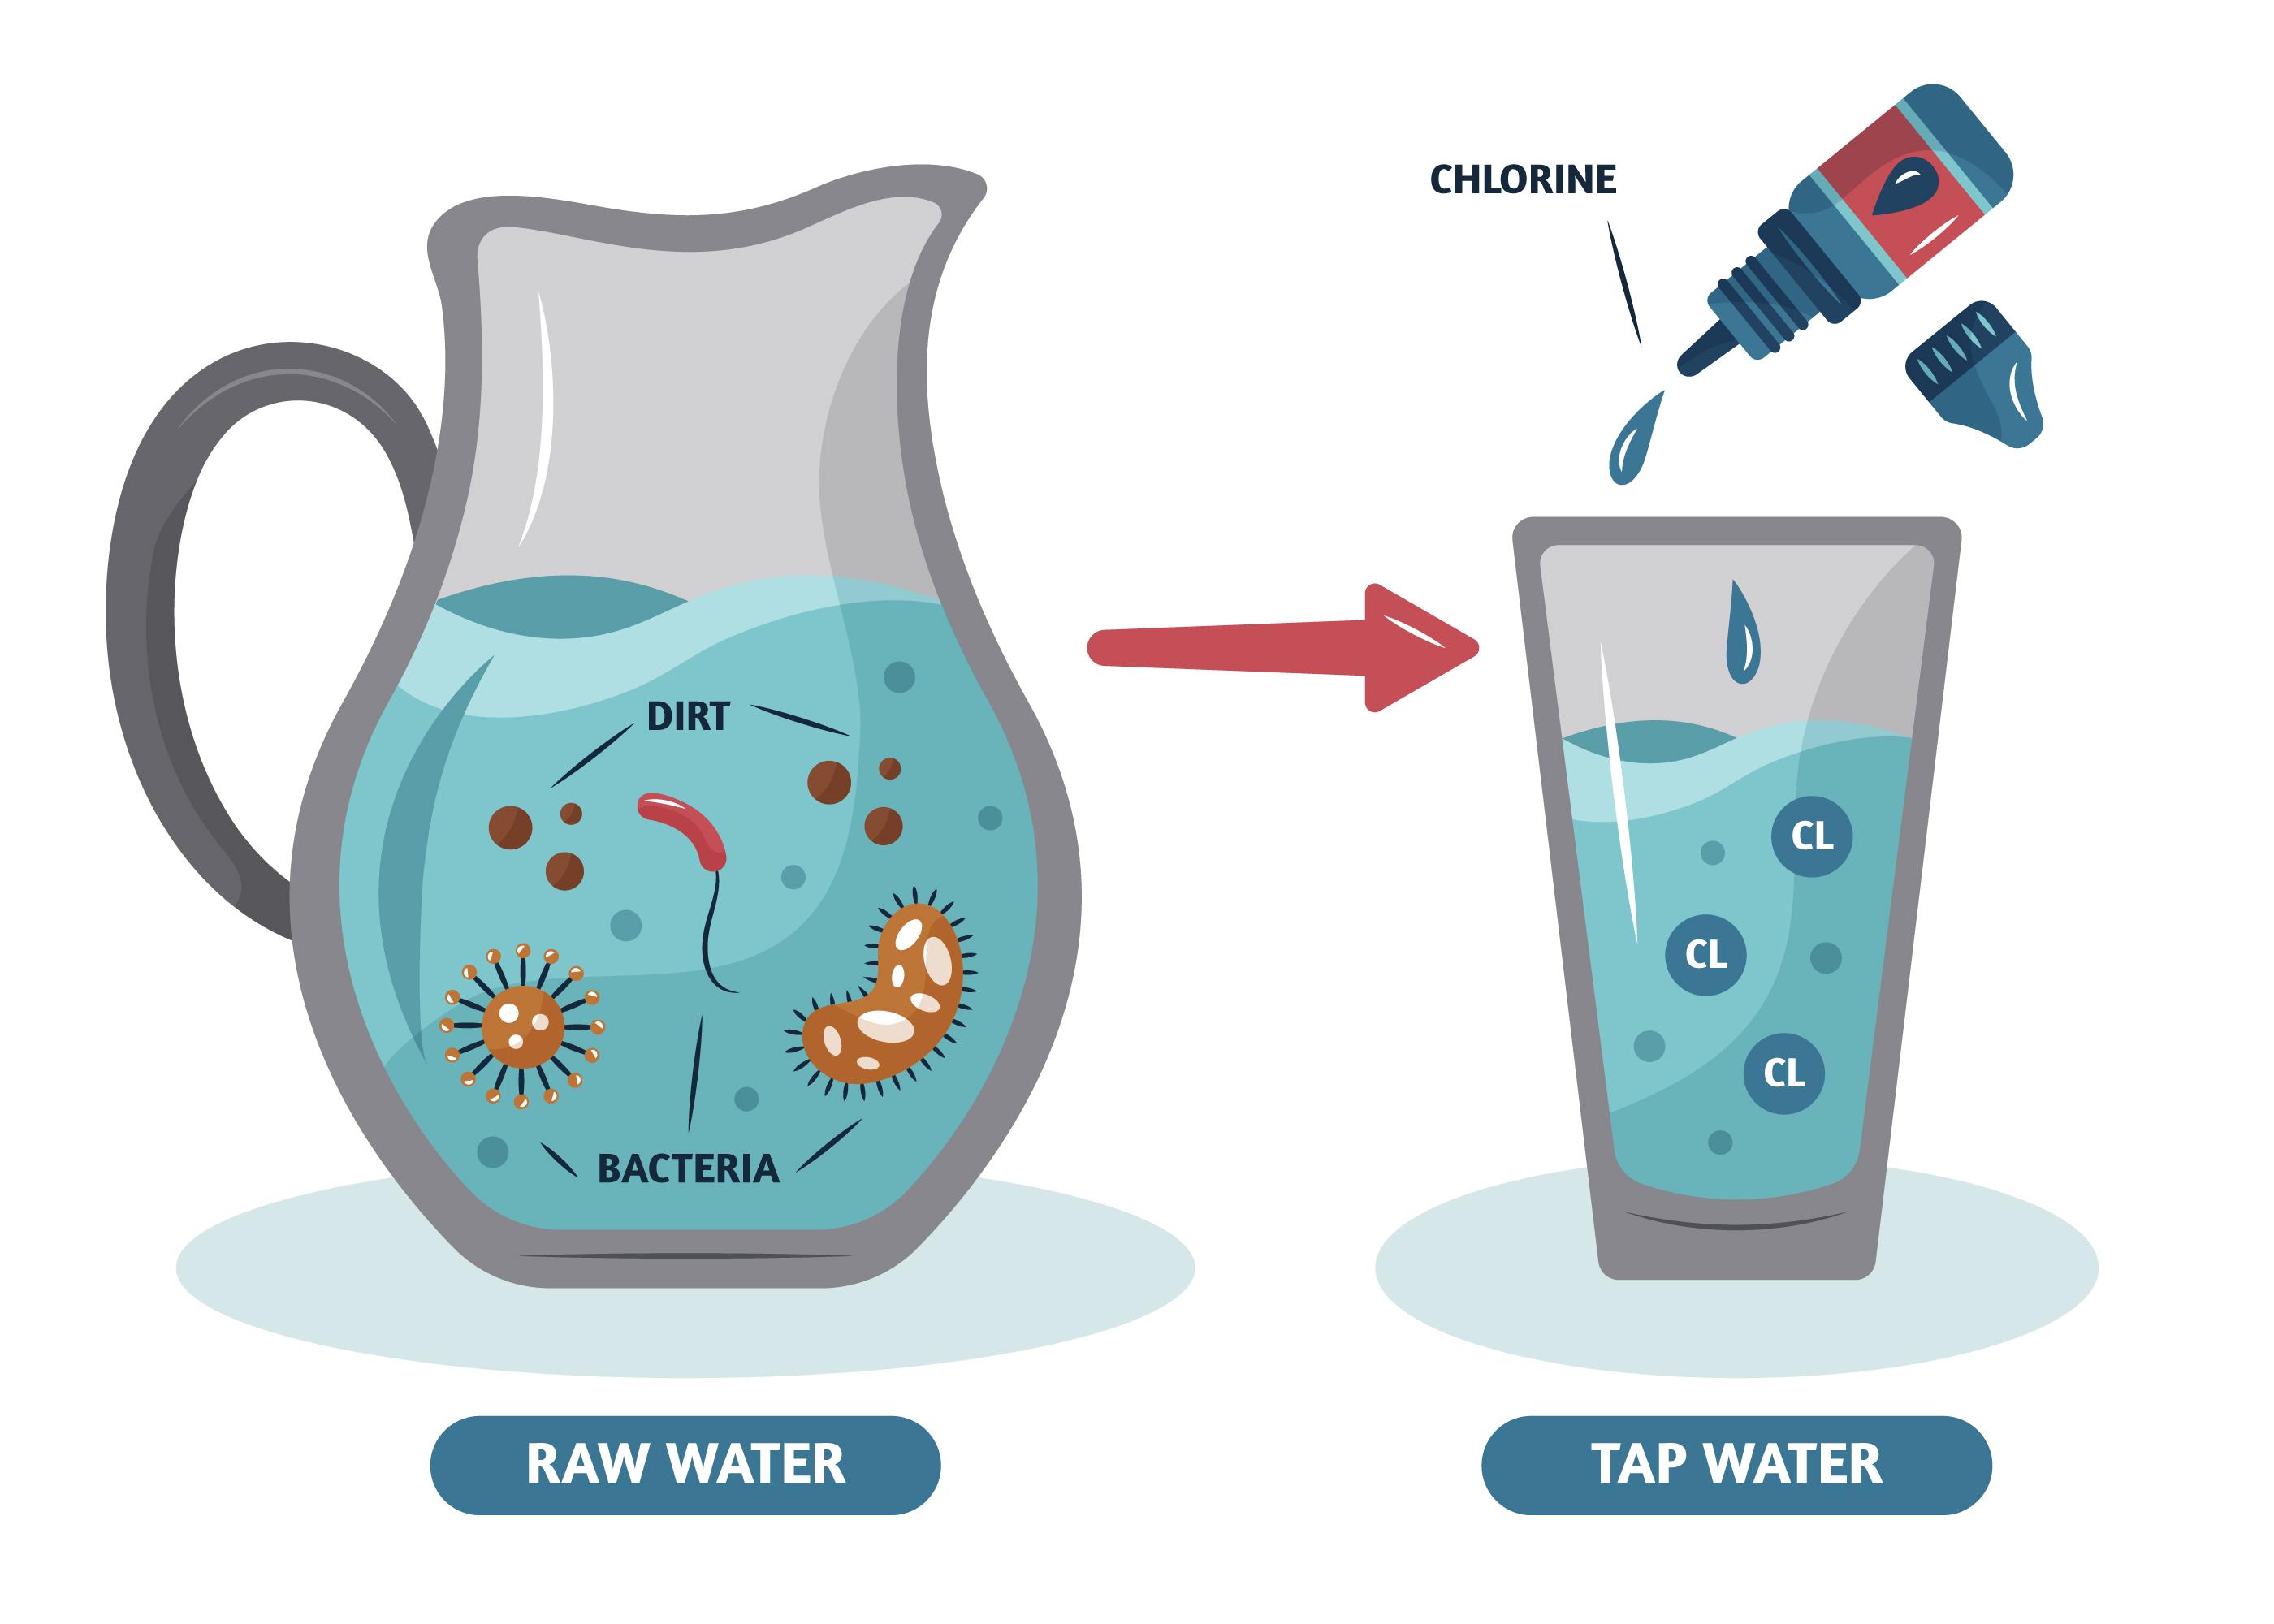 CHLORINE
DIRT
BACTERIA
CL
CL
CL
RAW WATER
TAP WATER